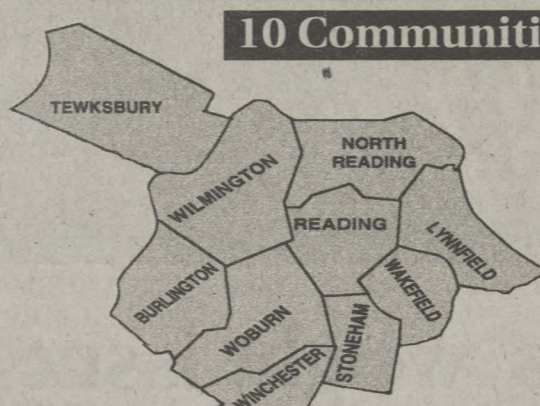 10 Communiti
TEWKSBURY
NORTH
READING
WILMINGTON
READING
LYNNFIELD
BURLINGTON
WAKEFIELD
WOBURN
STONEHAM
WINCHESTER